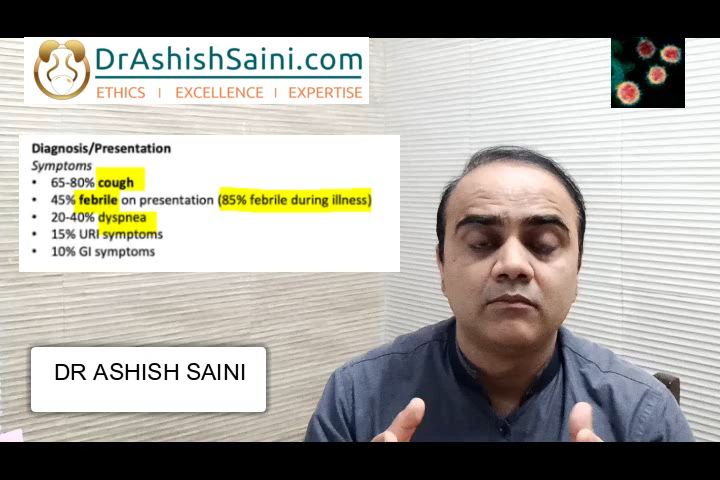 DrAshishSaini.com
ETHICS | EXCELLENCE | EXPERTISE
Diagnosis/Presentation
Symptoms
• 65-80% cough
• 45% febrile on presentation (85% febrile during illness)
• 20-40% dyspnea
• 15% URI symptoms
• 10% GI symptoms
DR ASHISH SAINI